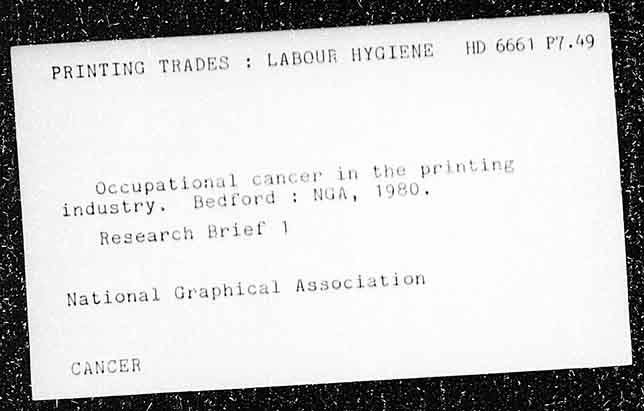 PRINTING TRADES : LABOUR HYGIENE HD 6661 P7.49
Occupational cancer in the printing
industry. Bedford : NGA, 1980.
Research Brief 1
National Graphical Association
CANCER